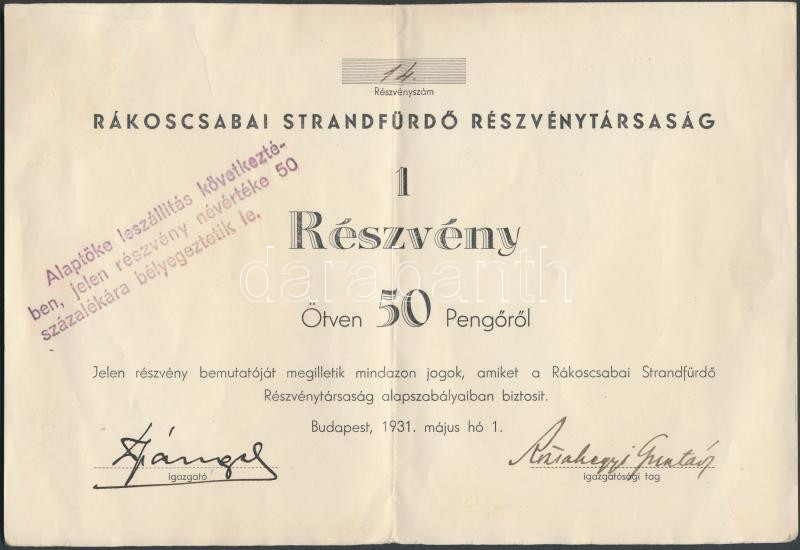 14.
Részvényszám
RÁKOSCSABAI STRANDFÜRDŐ RÉSZVÉNYTÁRSASÁG
Alaptőke leszállitás következté-
ben, jelen részvény névértéke 50
százalékára bélyegeztetik le.
1
Részvény
darabanth
Ötven 50 Pengőről
Jelen részvény bemutatóját megilletik mindazon jogok, amiket a Rákoscsabai Strandfürdő
Részvénytársaság alapszabályaiban biztosit.
Budapest, 1931. május hó 1.
igazgató
igazgatósági tag